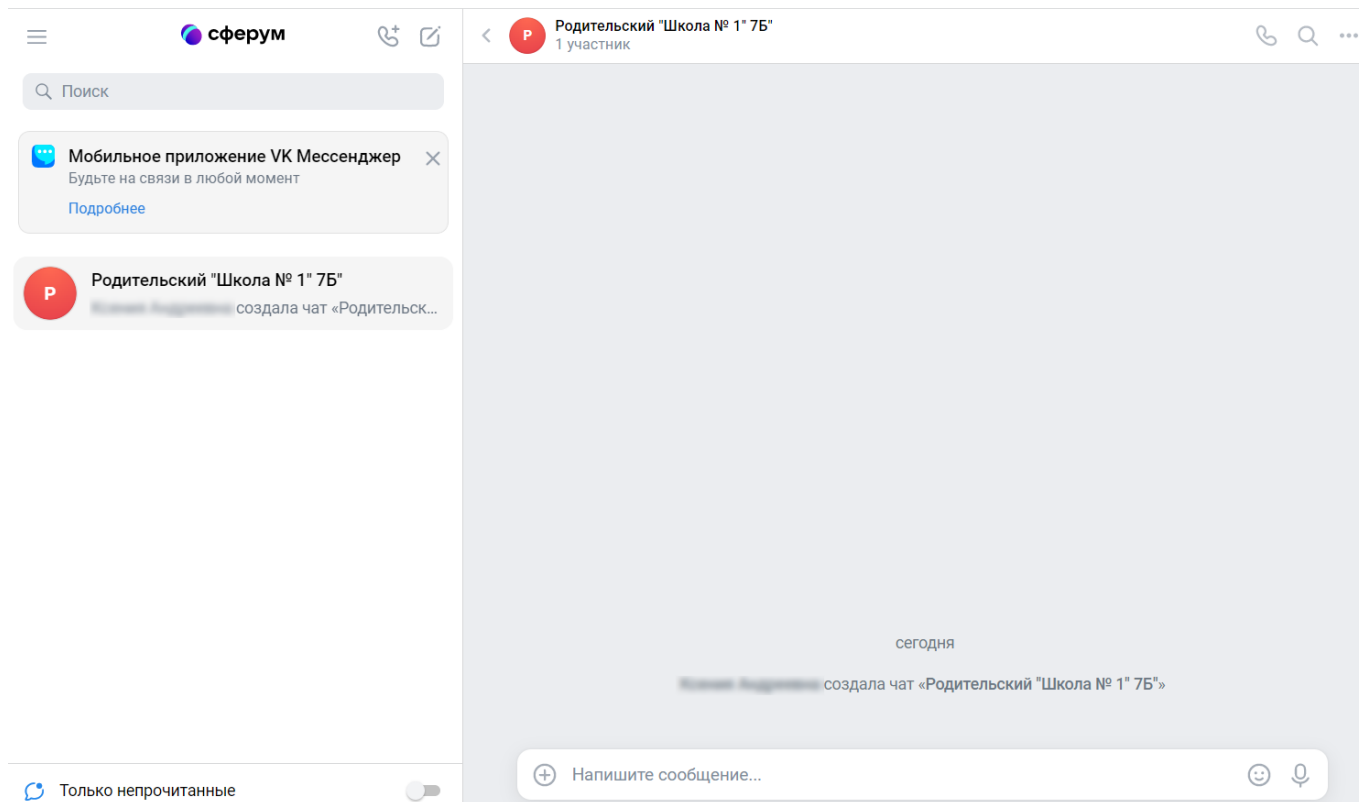 сферум
Поиск
Мобильное приложение VK Мессенджер
Будьте на связи в любой момент
Подробнее
Р
Родительский "Школа № 1" 7Б"
создала чат «Родительск...
Только непрочитанные
Р
Родительский "Школа № 1" 7Б"
1 участник
сегодня
создала чат «Родительский "Школа № 1" 7Б"»
Напишите сообщение...